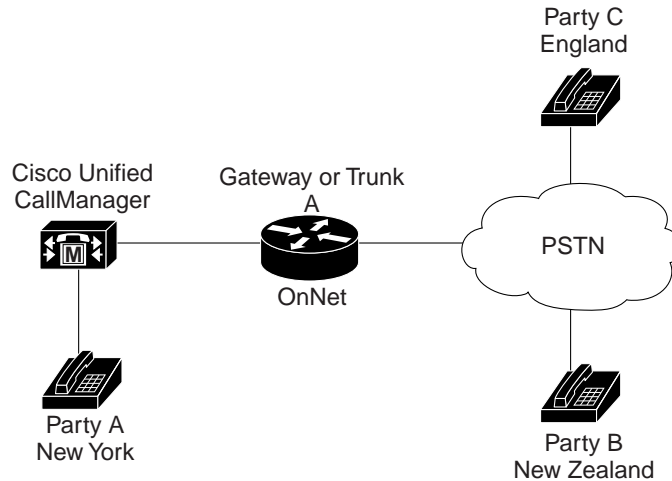 Party C
England
Cisco Unified
CallManager
Gateway or Trunk
A
M
PSTN
OnNet
Party A
New York
Party B
New Zealand